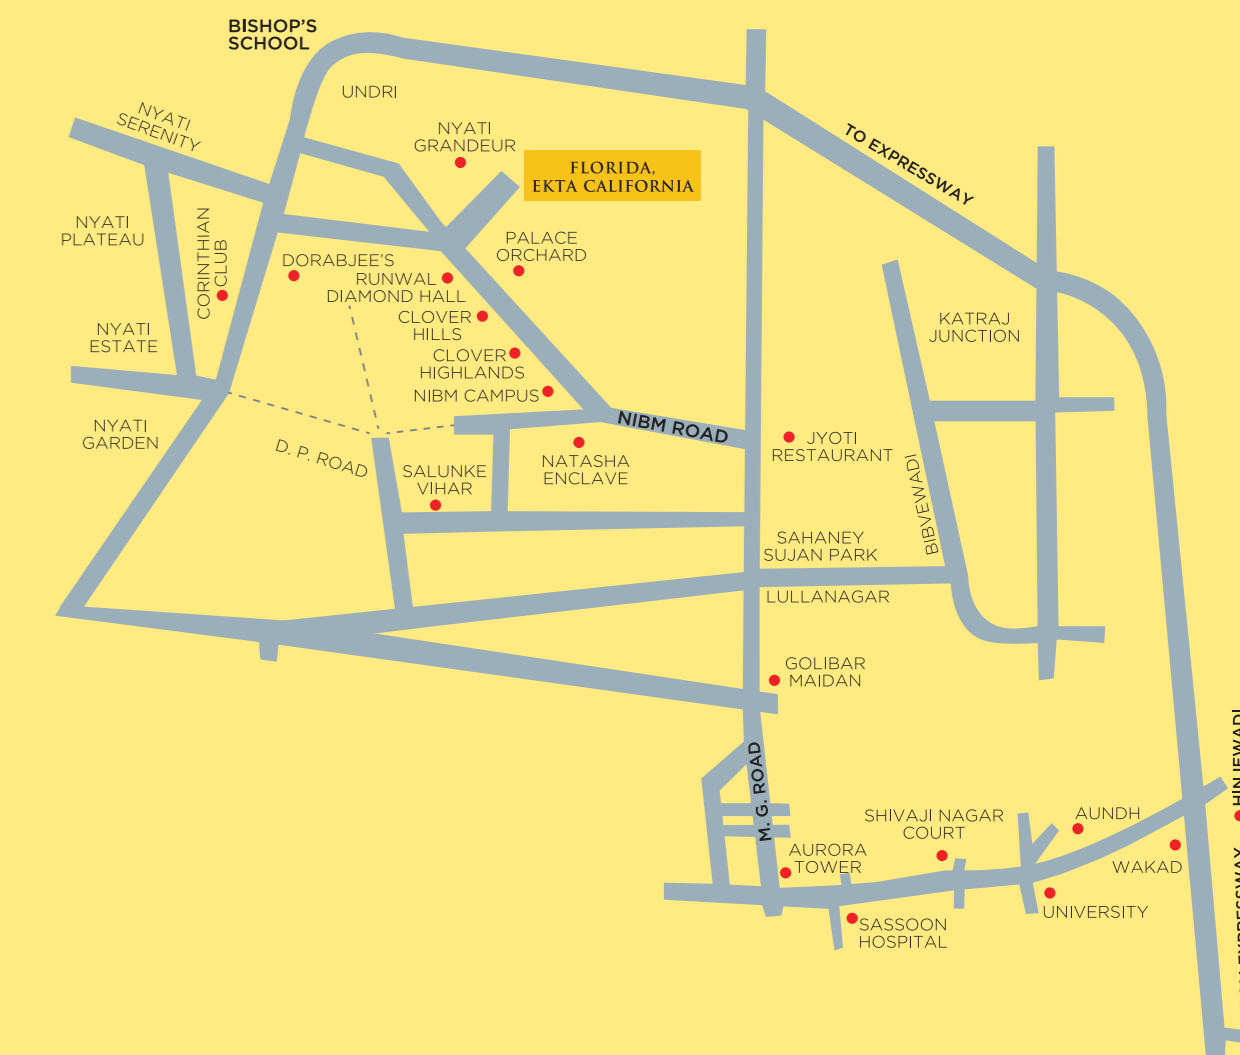 BISHOP'S
SCHOOL
UNDRI
NYATI
SERENITY
NYATI
GRANDEUR
FLORIDA,
EKTA CALIFORNIA
TO EXPRESSWAY
NYATI
PLATEAU
CORINTHIAN
CLUB
DORABJEE'S
RUNWAL
DIAMOND HALL
PALACE
ORCHARD
CLOVER
HILLS
CLOVER
HIGHLANDS
NIBM CAMPUS
KATRAJ
JUNCTION
NYATI
ESTATE
NYATI
GARDEN
D. P. ROAD
NIBM ROAD
SALUNKE
VIHAR
NATASHA
ENCLAVE
JYOTI
RESTAURANT
BIBVEWADI
SAHANEY
SUJAN PARK
LULLANAGAR
GOLIBAR
MAIDAN
M. G. ROAD
AURORA
TOWER
SHIVAJI NAGAR
COURT
AUNDH
WAKAD
HINJEWADI
UNIVERSITY
SASSOON
HOSPITAL
EXPRESSWAY